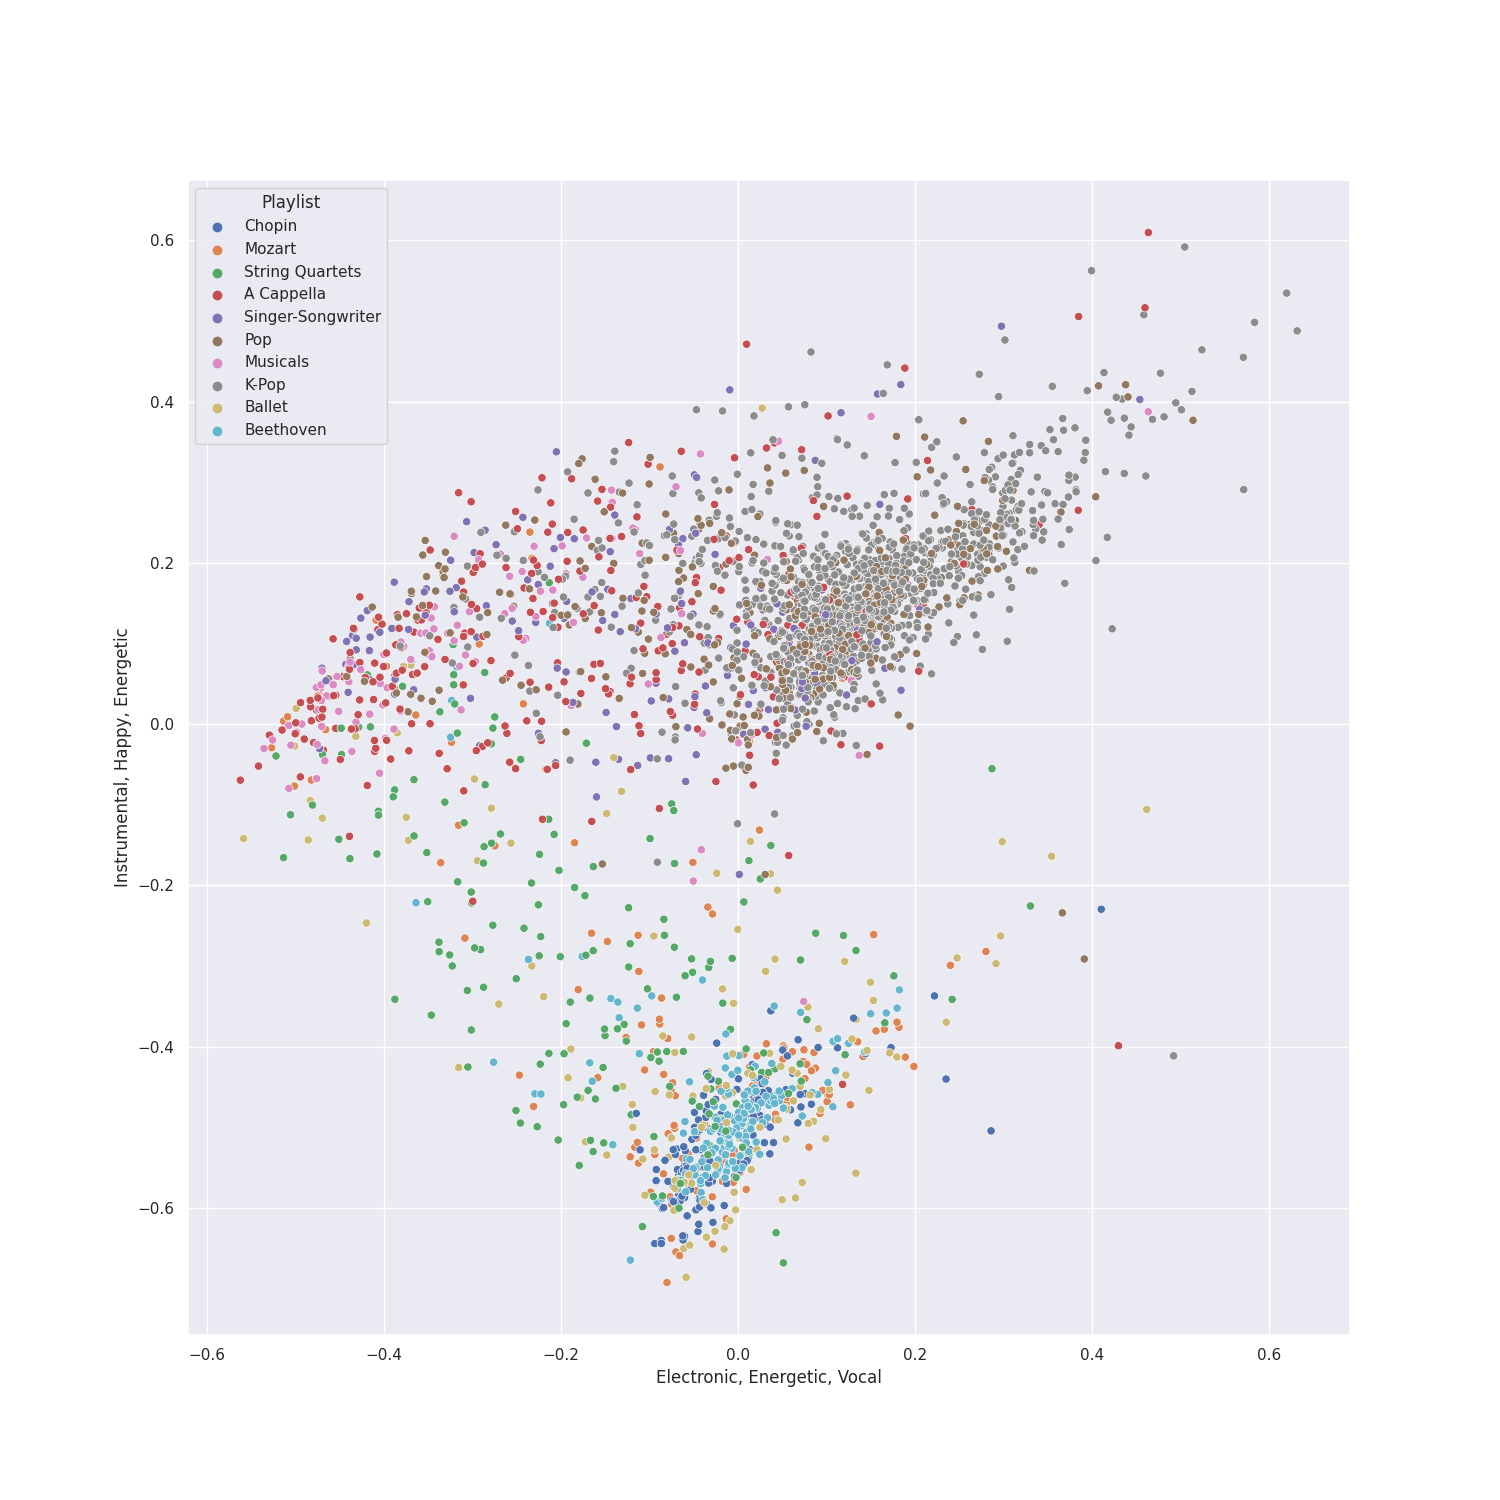 Playlist
Chopin
Mozart
String Quartets
A Cappella
Singer-Songwriter
Pop
Musicals
K-Pop
Ballet
Beethoven
0.6
0.4
0.2
0.0
−0.2
−0.4
−0.6
Instrumental, Happy, Energetic
−0.6 −0.4 −0.2 0.0 0.2 0.4 0.6
Electronic, Energetic, Vocal